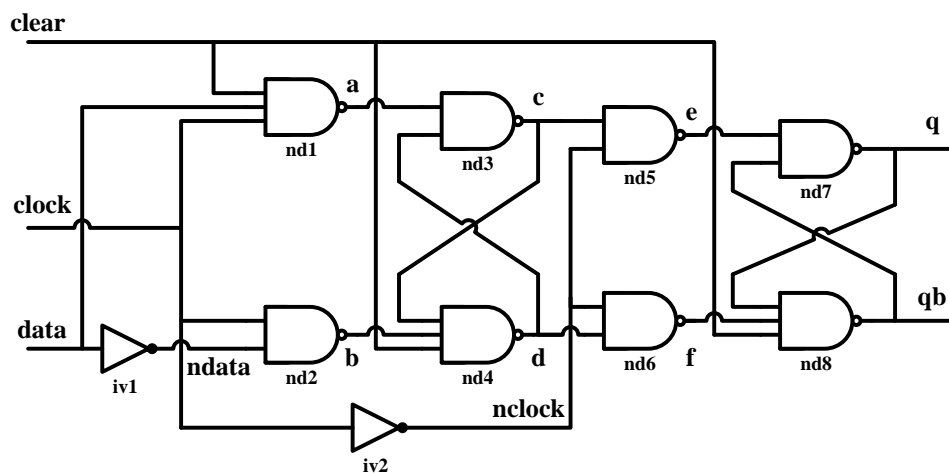 clear
a
c
e
q
nd1
nd3
nd5
nd7
clock
data
ndata
b
d
f
qb
iv1
nd2
nd4
nd6
nd8
nclock
iv2